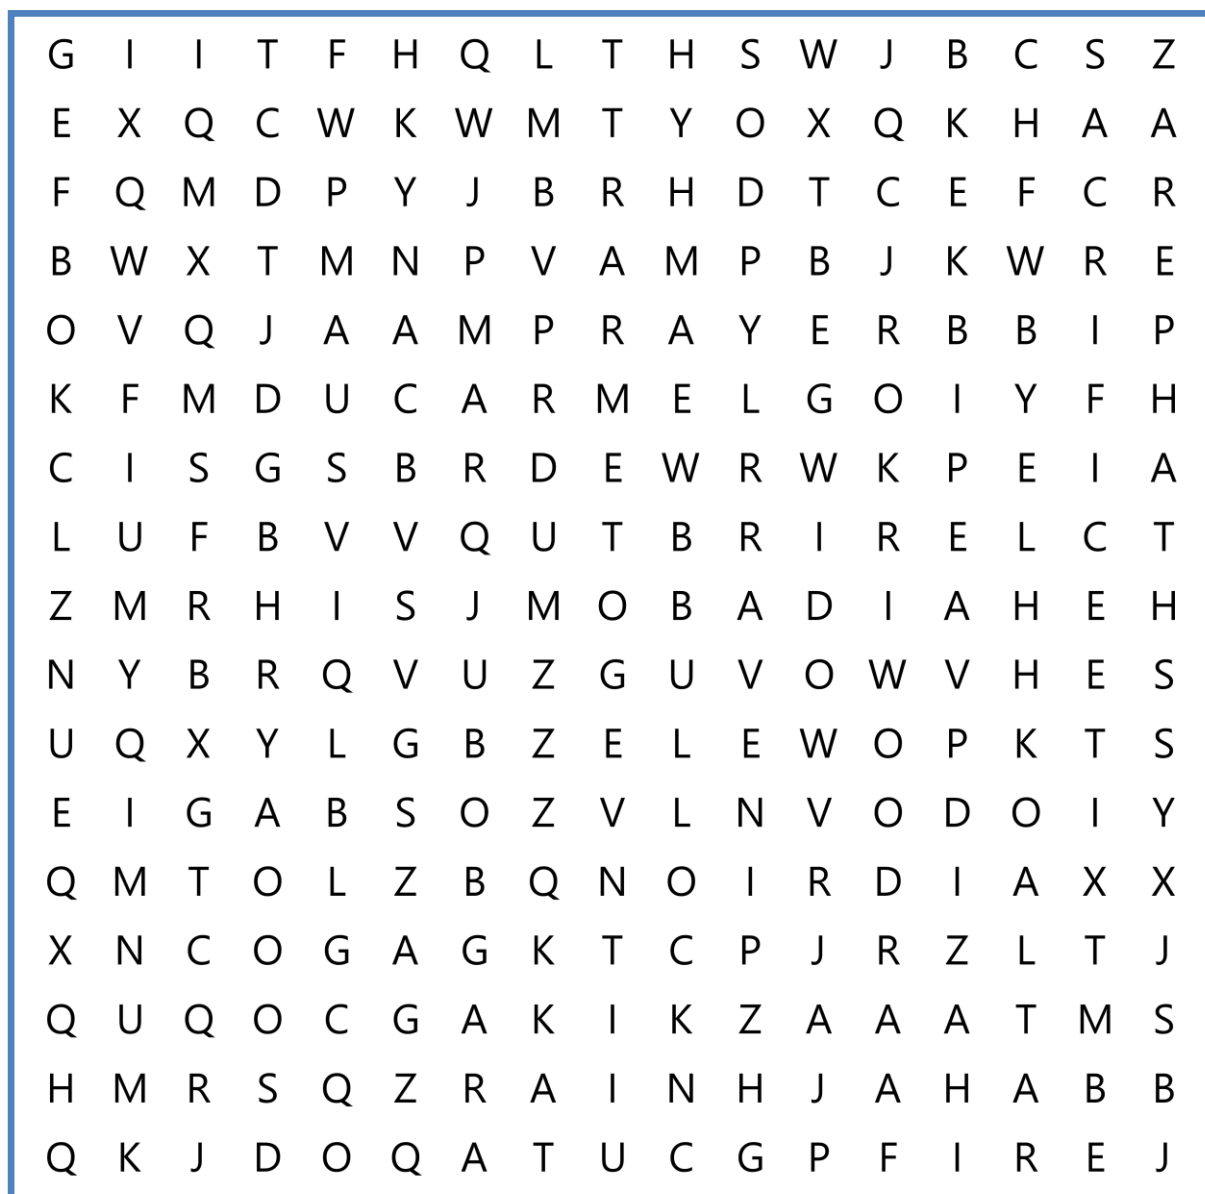 G I I T F H Q L T H S W J B C S Z
E X Q C W K W M T Y O X Q K H A A
F Q M D P Y J B R H D T C E F C R
B W X T M N P V A M P B J K W R E
O V Q J A A M P R A Y E R B B I P
K F M D U C A R M E L G O I Y F H
C I S G S B R D E W R W K P E I A
L U F B V V Q U T B R I R E L C T
Z M R H I S J M O B A D I A H E H
N Y B R Q V U Z G U V O W V H E S
U Q X Y L G B Z E L E W O P K T S
E I G A B S O Z V L N V O D O I Y
Q M T O L Z B Q N O I R D I A X X
X N C O G A G K T C P J R Z L T J
Q U Q O C G A K I K Z A A A T M S
H M R S Q Z R A I N H J A H A B B
Q K J D O Q A T U C G P F I R E J